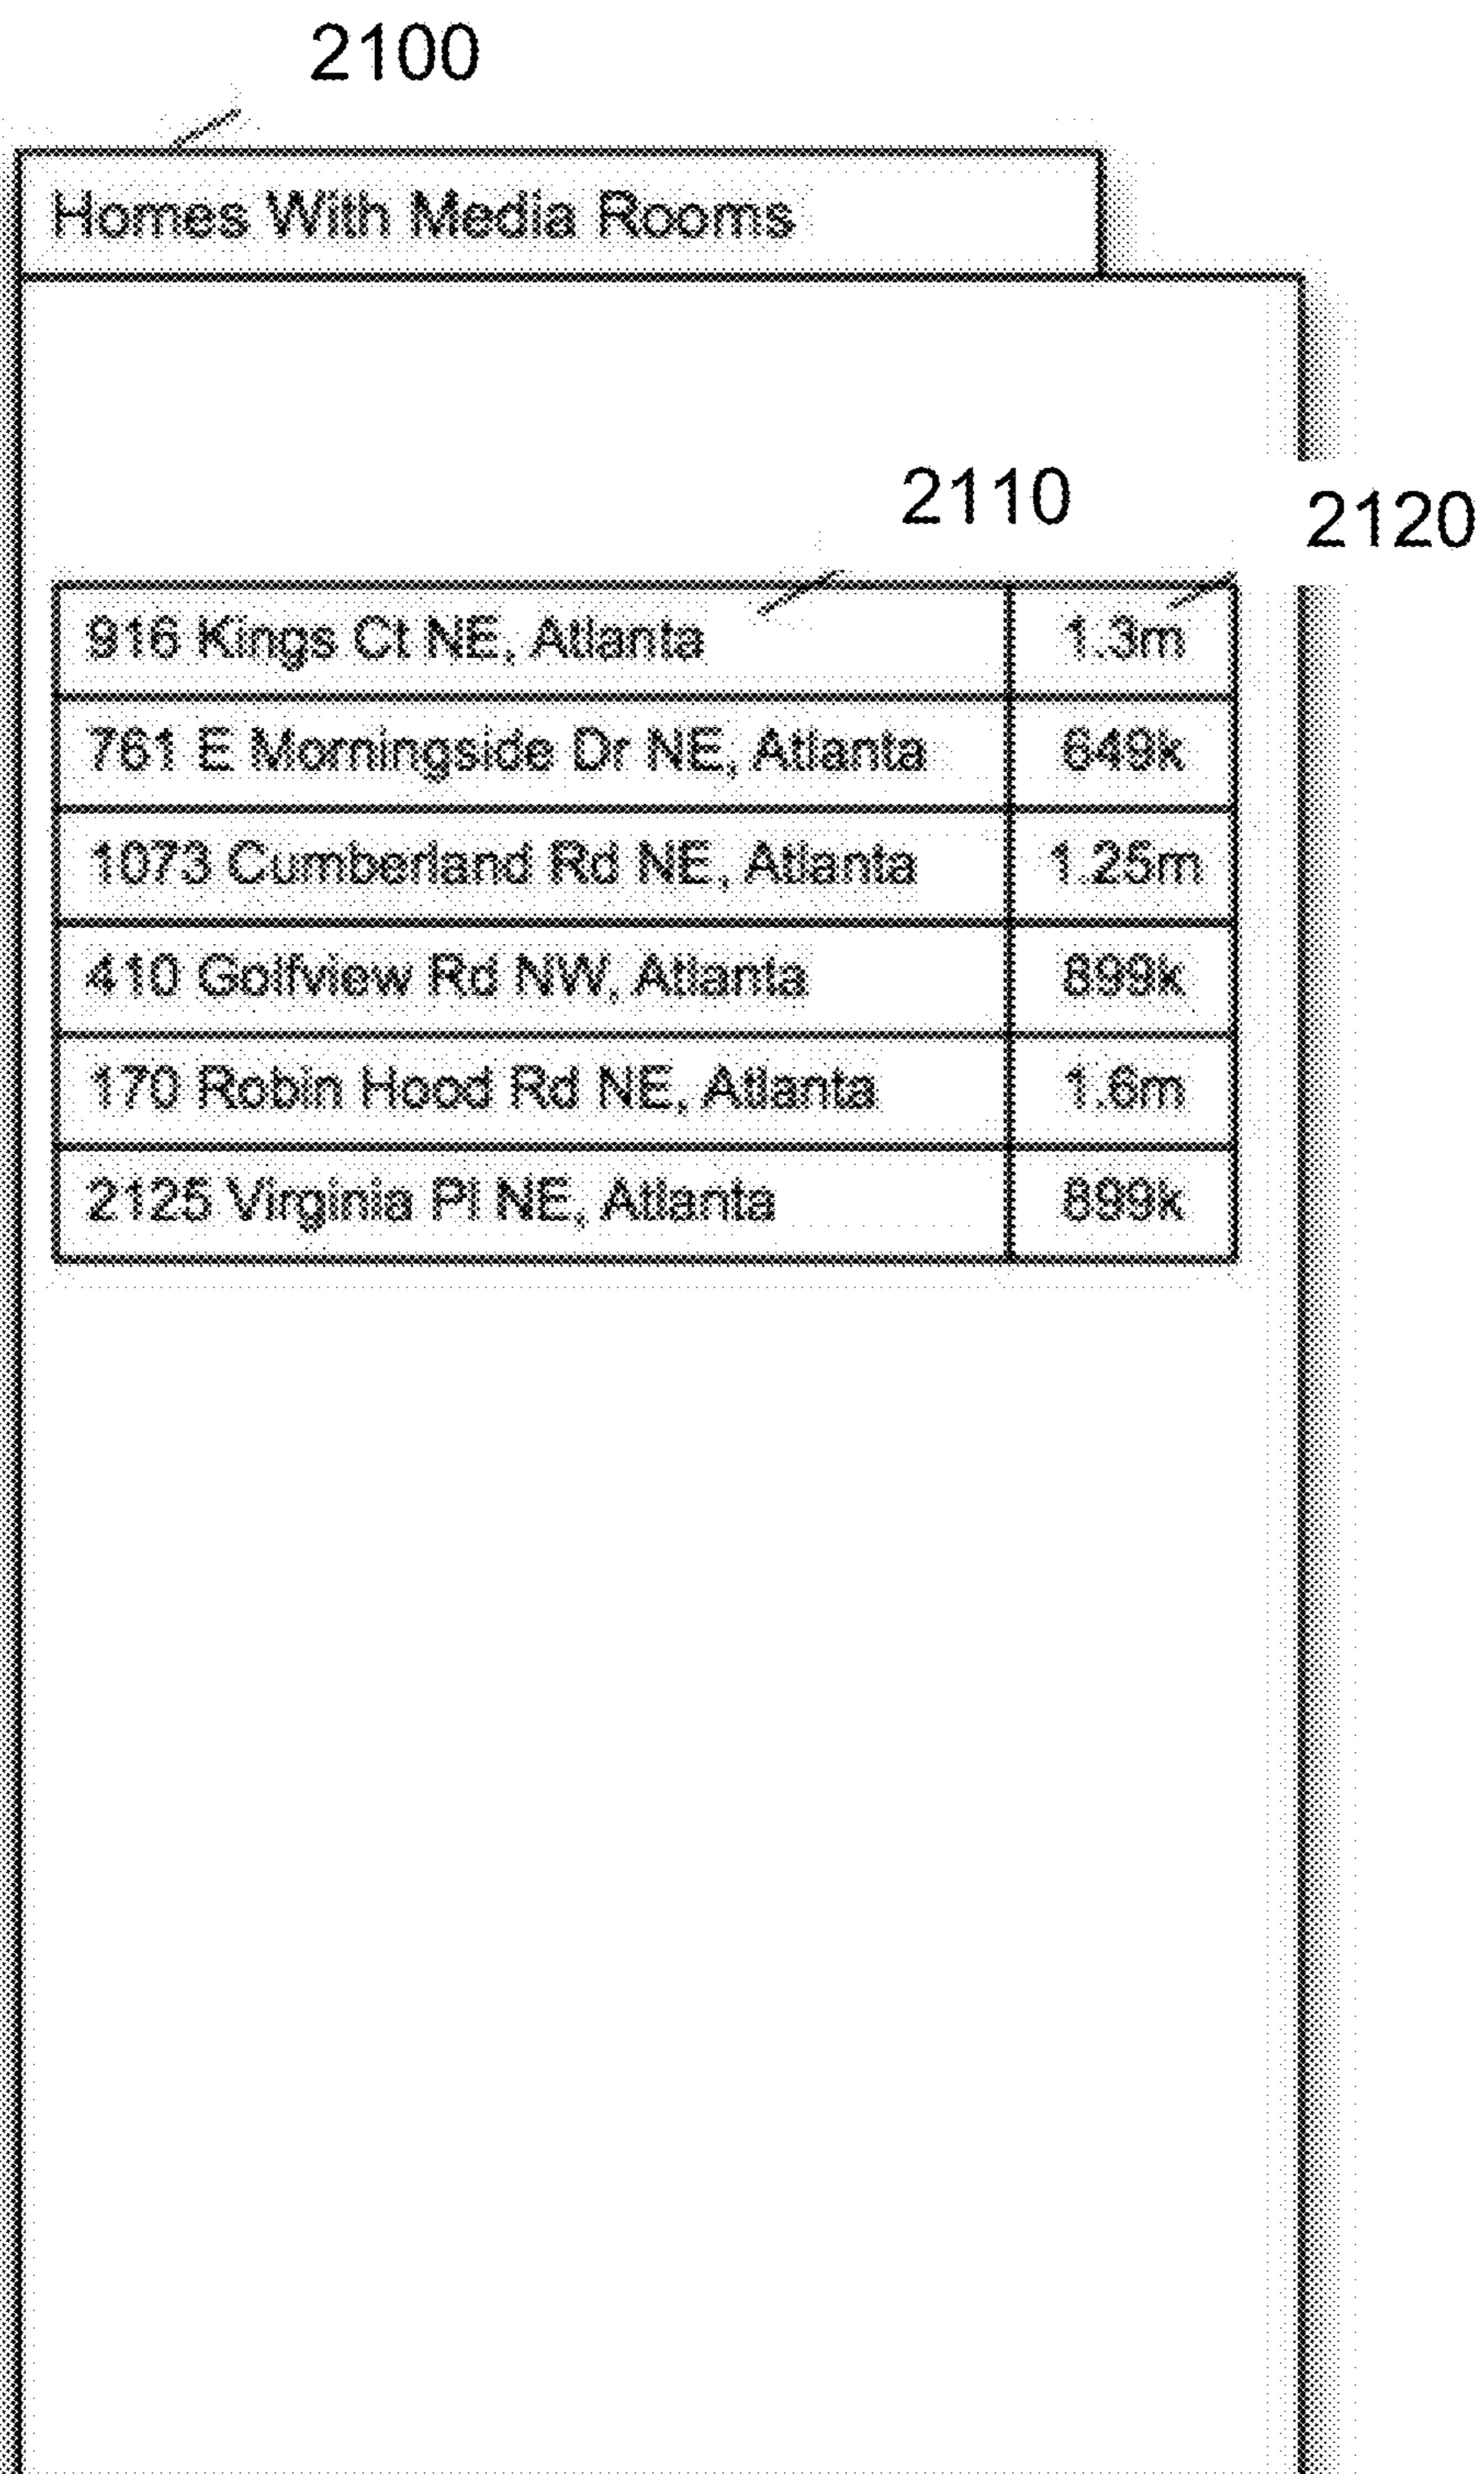 2100
Homes With Media Rooms
2110
2120
916 Kings Ct NE, Atlanta 1.3m
761 E Morningside Dr NE, Atlanta 649k
1073 Cumberland Rd NE, Atlanta 1.25m
410 Golfview Rd NW, Atlanta 899k
170 Robin Hood Rd NE, Atlanta 1.6m
2125 Virginia Pl NE, Atlanta 899k